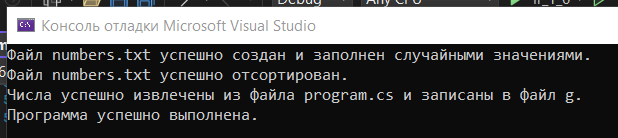 Debug
Any CPU
Консоль отладки Microsoft Visual Studio
Файл numbers.txt успешно создан и заполнен случайными значениями.
Файл numbers.txt успешно отсортирован.
Числа успешно извлечены из файла program.cs и записаны в файл g.
Программа успешно выполнена.